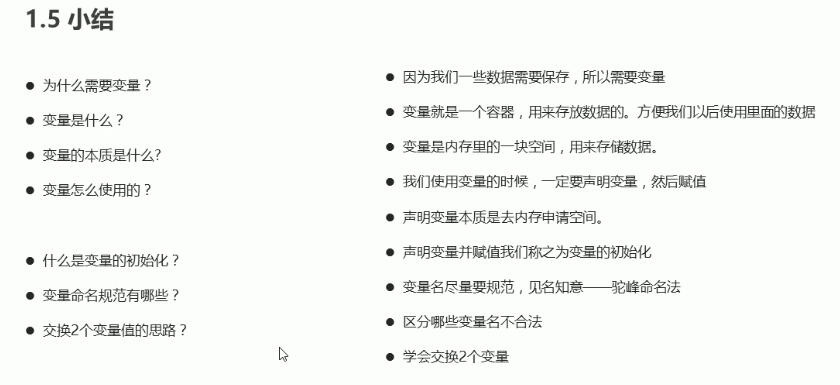 1.5 小结
● 为什么需要变量？
● 变量是什么？
● 变量的本质是什么?
● 变量怎么使用的？
● 什么是变量的初始化？
● 变量命名规范有哪些？
● 交换2个变量值的思路？
● 因为我们一些数据需要保存，所以需要变量
● 变量就是一个容器，用来存放数据的。方便我们以后使用里面的数据
● 变量是内存里的一块空间，用来存储数据。
● 我们使用变量的时候，一定要声明变量，然后赋值
● 声明变量本质是去内存申请空间。
● 声明变量并赋值我们称之为变量的初始化
● 变量名尽量要规范，见名知意——驼峰命名法
● 区分哪些变量名不合法
● 学会交换2个变量